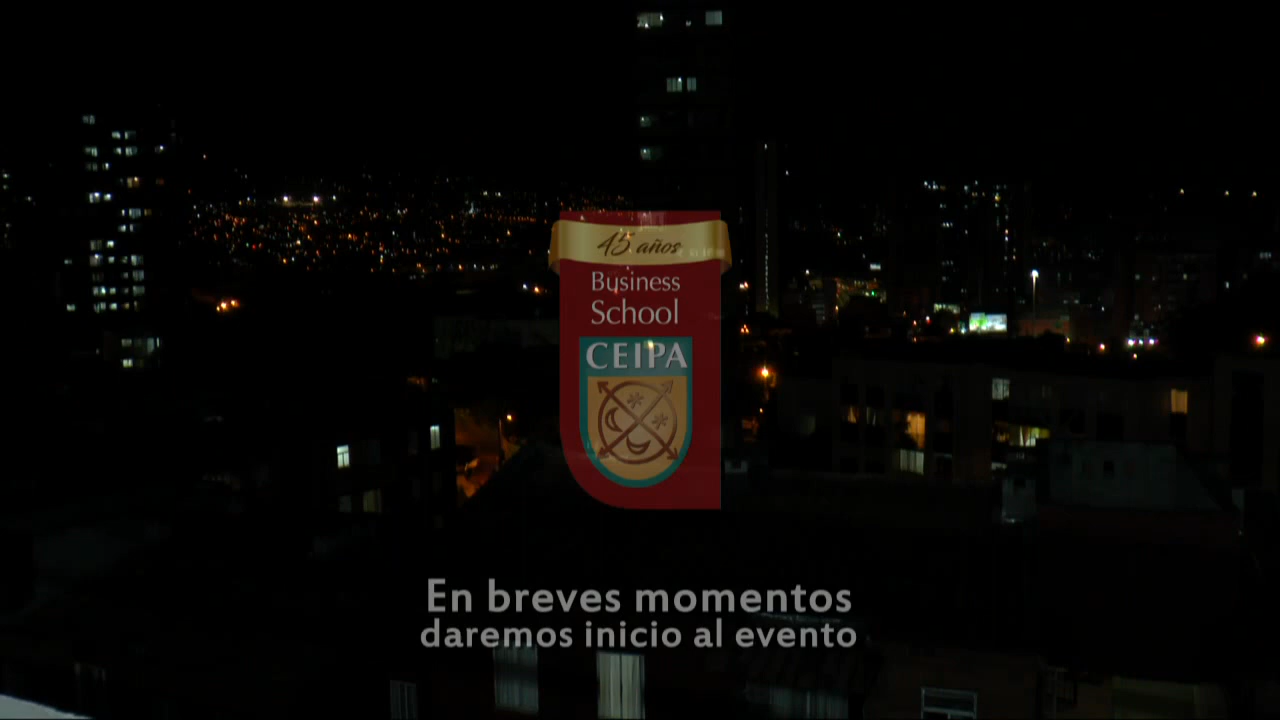 45 años
Business
School
CEIPA
En breves momentos
daremos inicio al evento